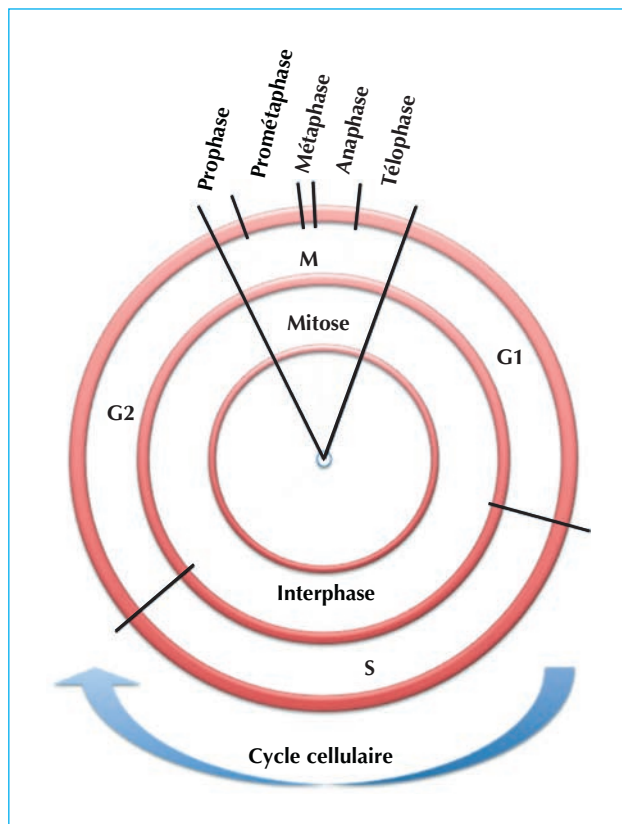 Prophase
Prométaphase
Métaphase
Anaphase
Télophase
M
Mitose
G1
G2
Interphase
S
Cycle cellulaire